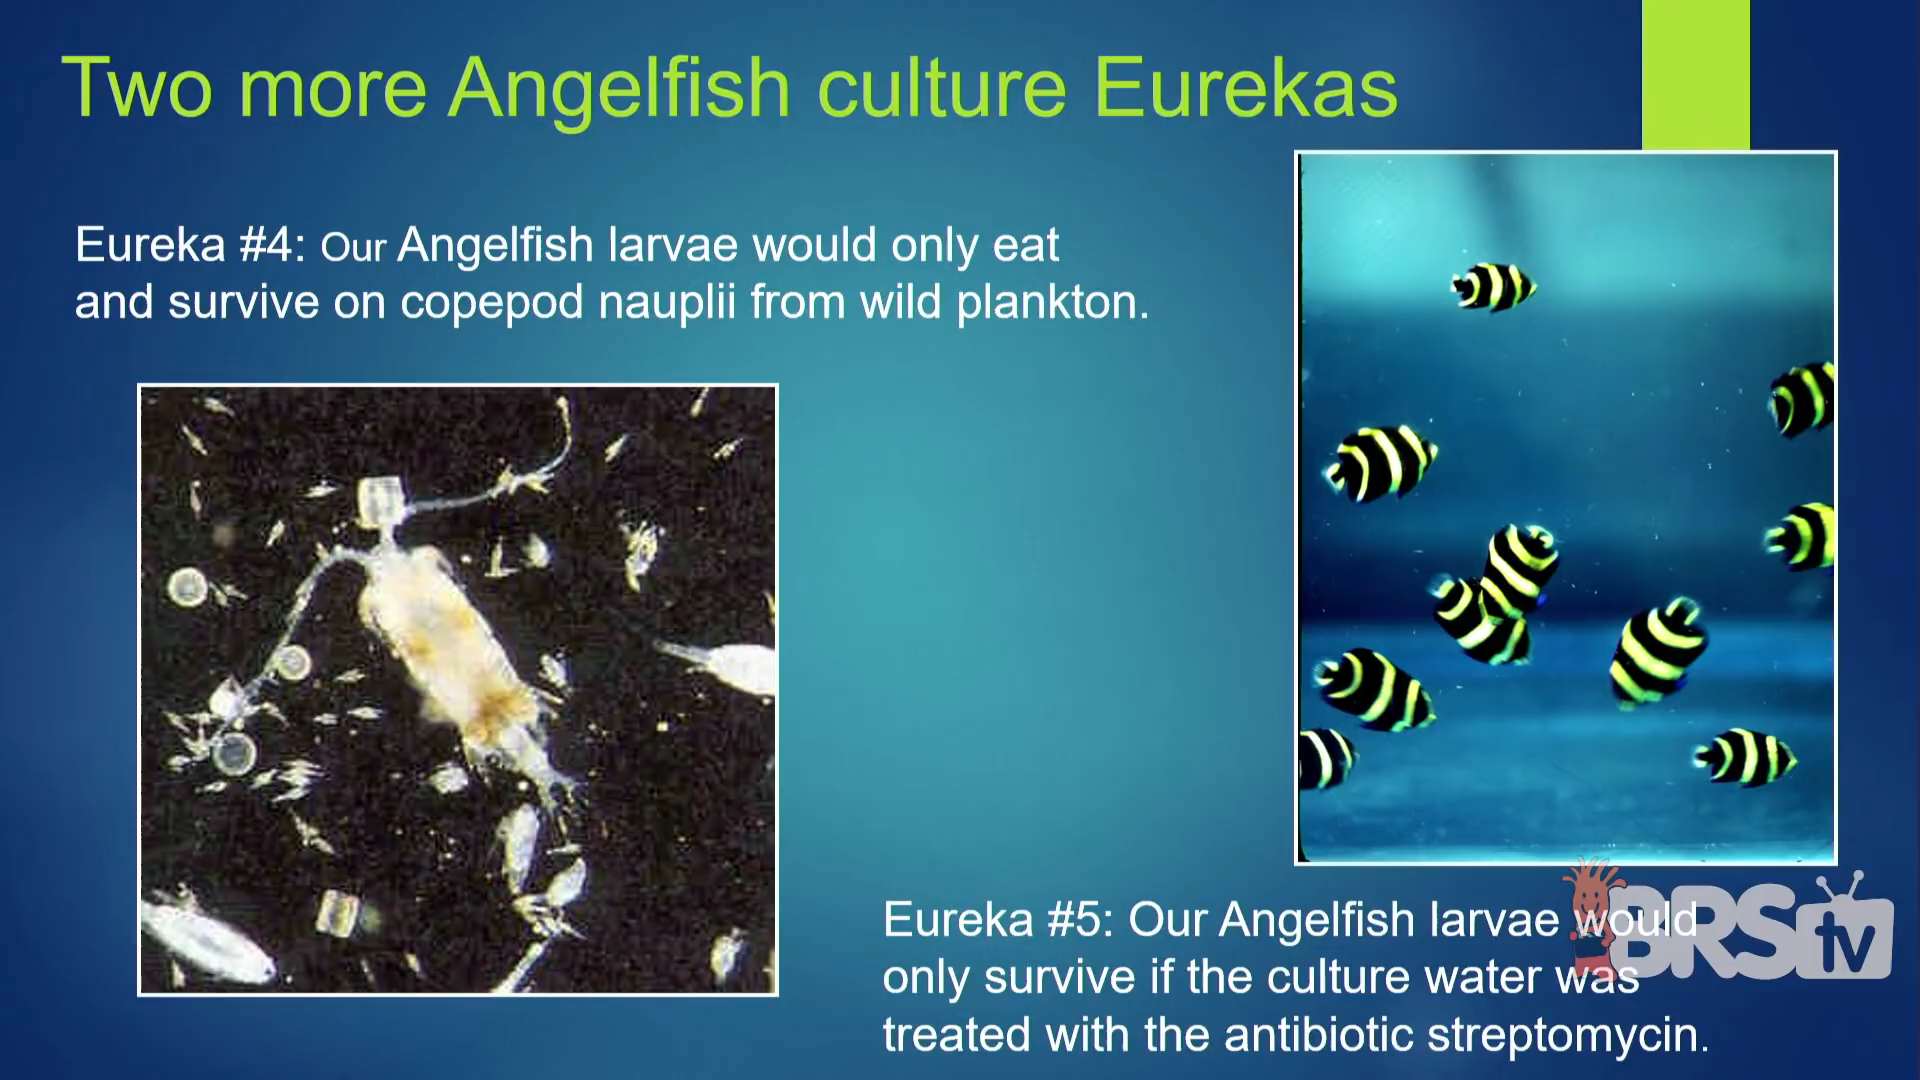 Two more Angelfish culture Eurekas
Eureka #4: Our Angelfish larvae would only eat
and survive on copepod nauplii from wild plankton.
Eureka #5: Our Angelfish larvae would
only survive if the culture water was
treated with the antibiotic streptomycin.
BRStv